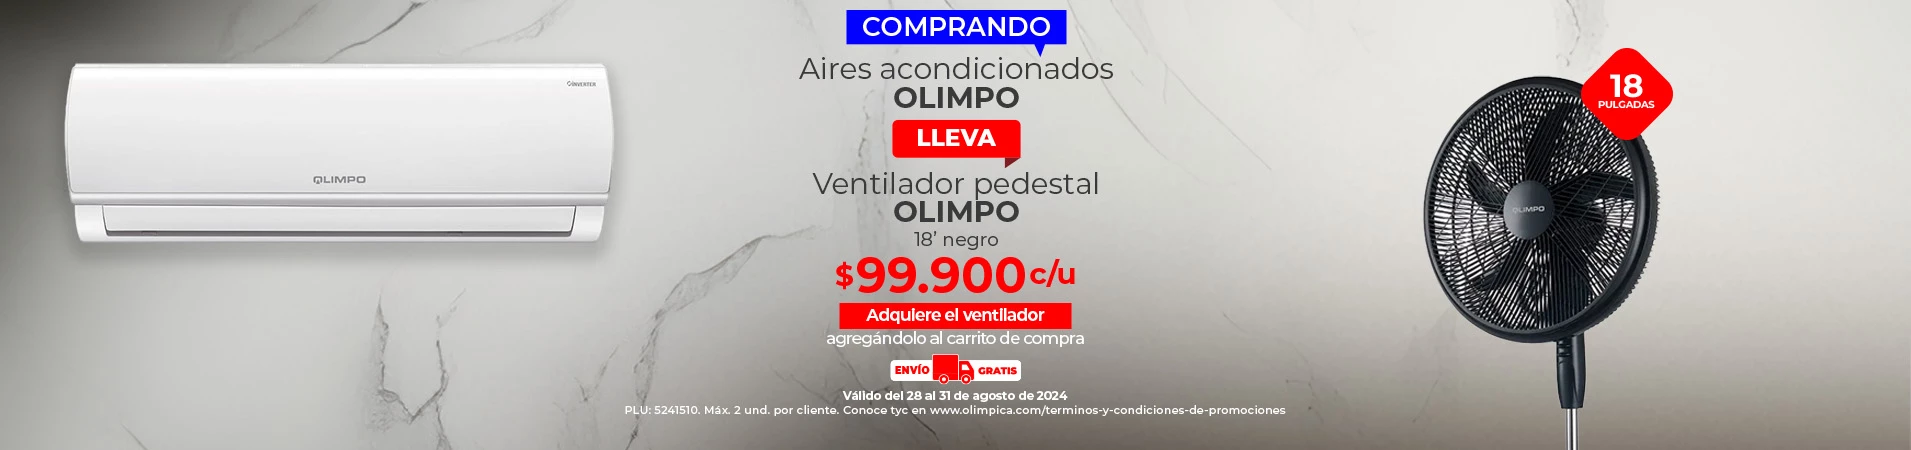 COMPRANDO
Aires acondicionados
OLIMPO
LLEVA
Ventilador pedestal
OLIMPO
18’ negro
$99.900 c/u
Adquiere el ventilador
agregándolo al carrito de compra
ENVÍO GRATIS
Válido del 28 al 31 de agosto de 2024
PLU: 5241510. Máx. 2 und. por cliente. Conoce tyc en www.olimpica.com/terminos-y-condiciones-de-promociones
INVERTER
OLIMPO
18
PULGADAS
OLIMPO